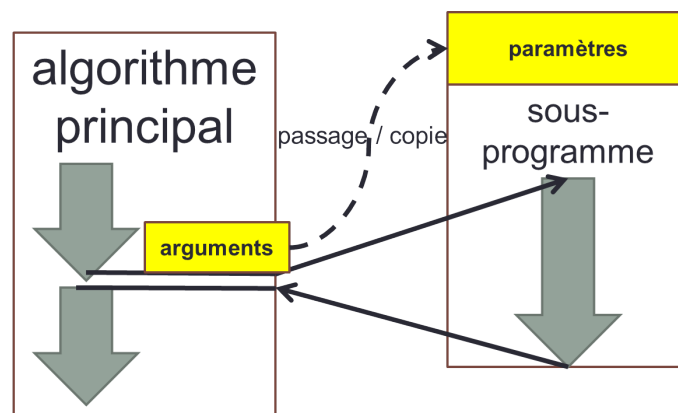 algorithme
principal
arguments
passage / copie
paramètres
sous-
programme